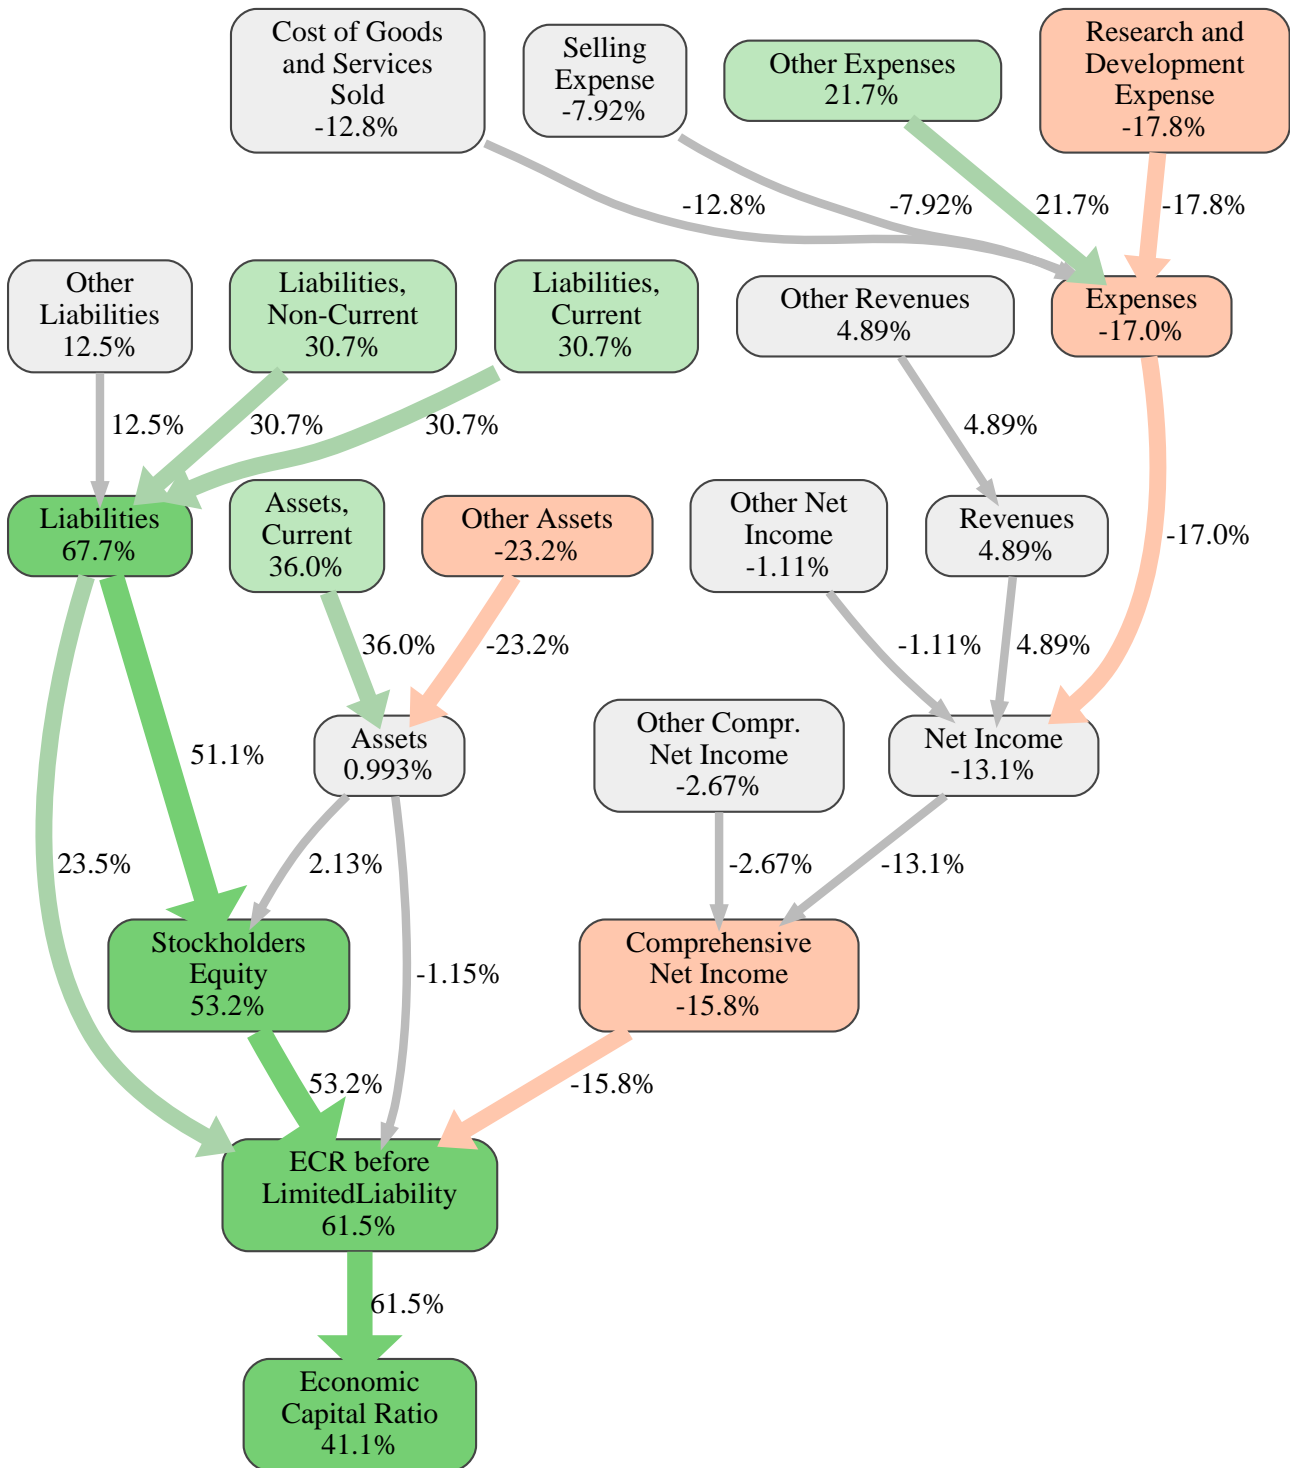 Cost of Goods
and Services
Sold
-12.8%
Selling
Expense
-7.92%
Other Expenses
21.7%
Research and
Development
Expense
-17.8%
-12.8%
-7.92%
21.7%
-17.8%
Other
Liabilities
12.5%
Liabilities,
Non-Current
30.7%
Liabilities,
Current
30.7%
Other Revenues
4.89%
Expenses
-17.0%
12.5%
30.7%
30.7%
4.89%
-17.0%
Liabilities
67.7%
Assets,
Current
36.0%
Other Assets
-23.2%
Other Net
Income
-1.11%
Revenues
4.89%
36.0%
-23.2%
-1.11%
4.89%
51.1%
Assets
0.993%
Other Compr.
Net Income
-2.67%
Net Income
-13.1%
23.5%
2.13%
-1.15%
-2.67%
-13.1%
Stockholders
Equity
53.2%
Comprehensive
Net Income
-15.8%
53.2%
-15.8%
ECR before
LimitedLiability
61.5%
61.5%
Economic
Capital Ratio
41.1%